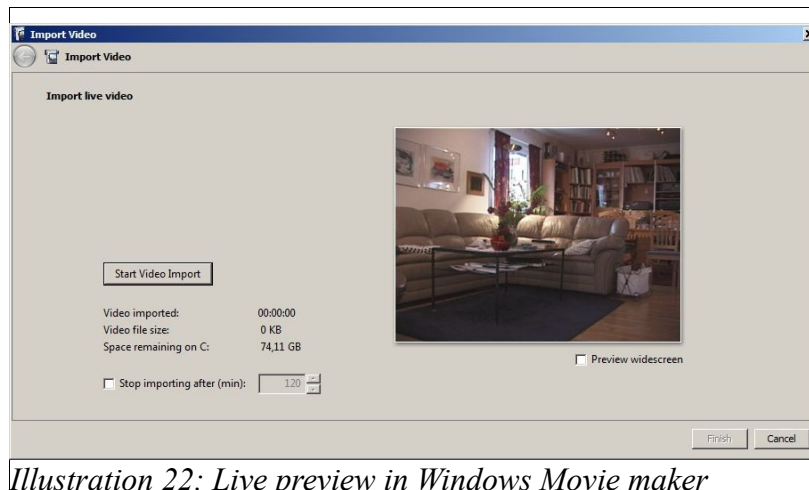 Import Video
Import Video
Import live video
Start Video Import
Video imported: 00:00:00
Video file size: 0 KB
Space remaining on C: 74,11 GB
Preview widescreen
Stop importing after (min): 120
Finish Cancel
Illustration 22: Live preview in Windows Movie maker